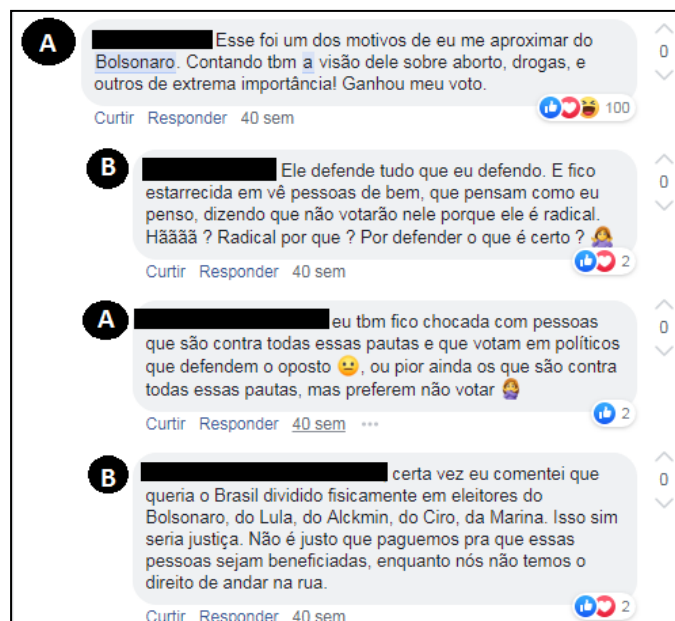 A
Esse foi um dos motivos de eu me aproximar do
Bolsonaro. Contando tbm a visão dele sobre aborto, drogas, e
outros de extrema importância! Ganhou meu voto.
0
100
Curtir Responder 40 sem
B
Ele defende tudo que eu defendo. E fico
estarrecida em vê pessoas de bem, que pensam como eu
penso, dizendo que não votarão nele porque ele é radical.
Hãããã ? Radical por que ? Por defender o que é certo ? 🤷‍♀️
0
2
Curtir Responder 40 sem
A
eu tbm fico chocada com pessoas
que são contra todas essas pautas e que votam em políticos
que defendem o oposto 😐, ou pior ainda os que são contra
todas essas pautas, mas preferem não votar 🤷‍♀️
0
2
Curtir Responder 40 sem ...
B
certa vez eu comentei que
queria o Brasil dividido fisicamente em eleitores do
Bolsonaro, do Lula, do Alckmin, do Ciro, da Marina. Isso sim
seria justiça. Não é justo que paguemos pra que essas
pessoas sejam beneficiadas, enquanto nós não temos o
direito de andar na rua.
0
2
Curtir Responder 40 sem